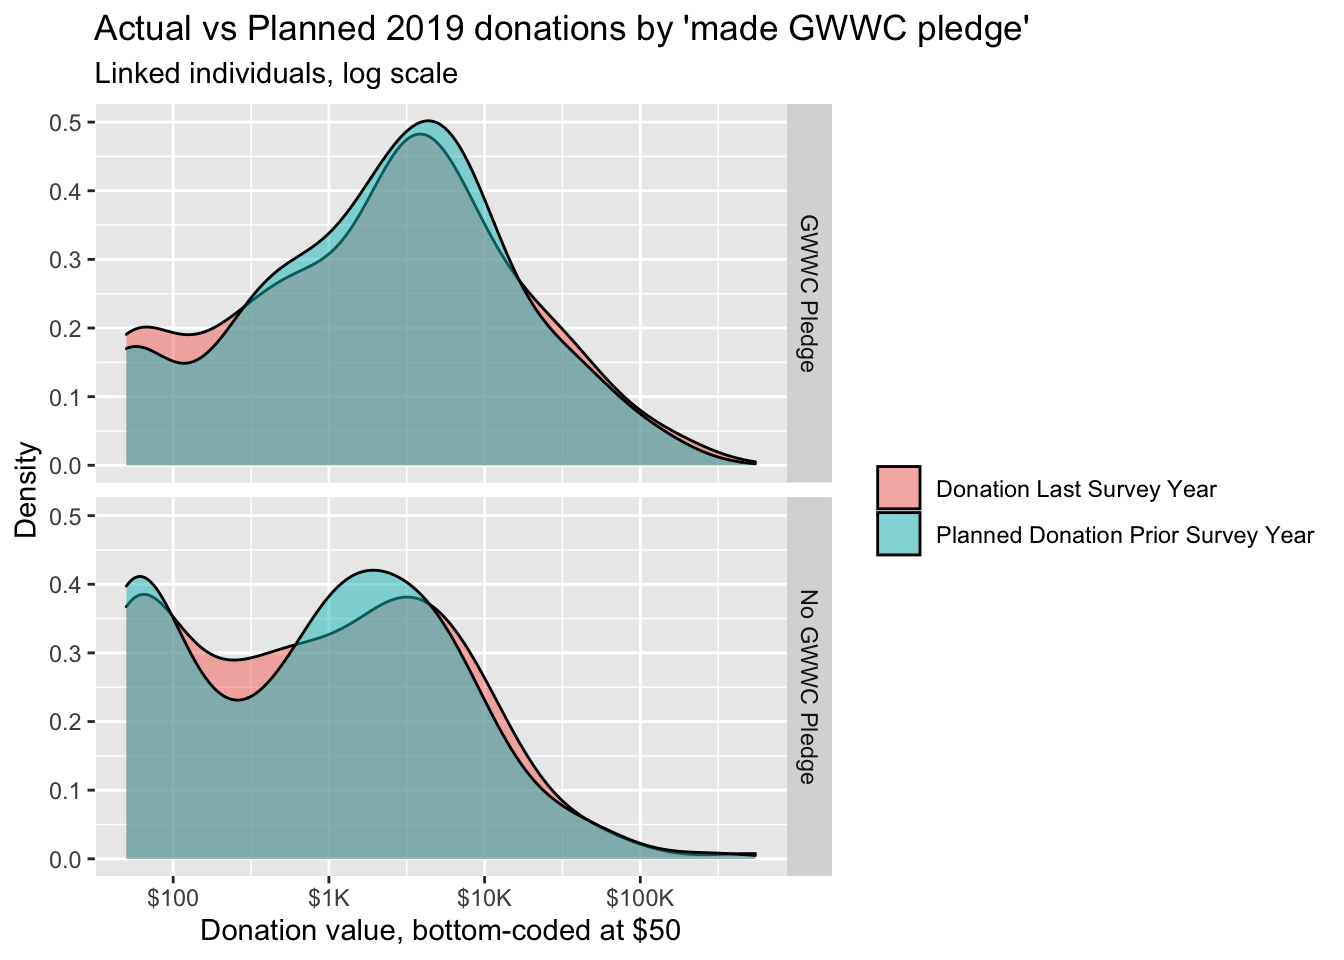 Actual vs Planned 2019 donations by 'made GWWC pledge'
Linked individuals, log scale
Density
0.5
0.4
0.3
0.2
0.1
0.0
GWWC Pledge
0.5
0.4
0.3
0.2
0.1
0.0
No GWWC Pledge
$100 $1K $10K $100K
Donation value, bottom-coded at $50
Donation Last Survey Year
Planned Donation Prior Survey Year